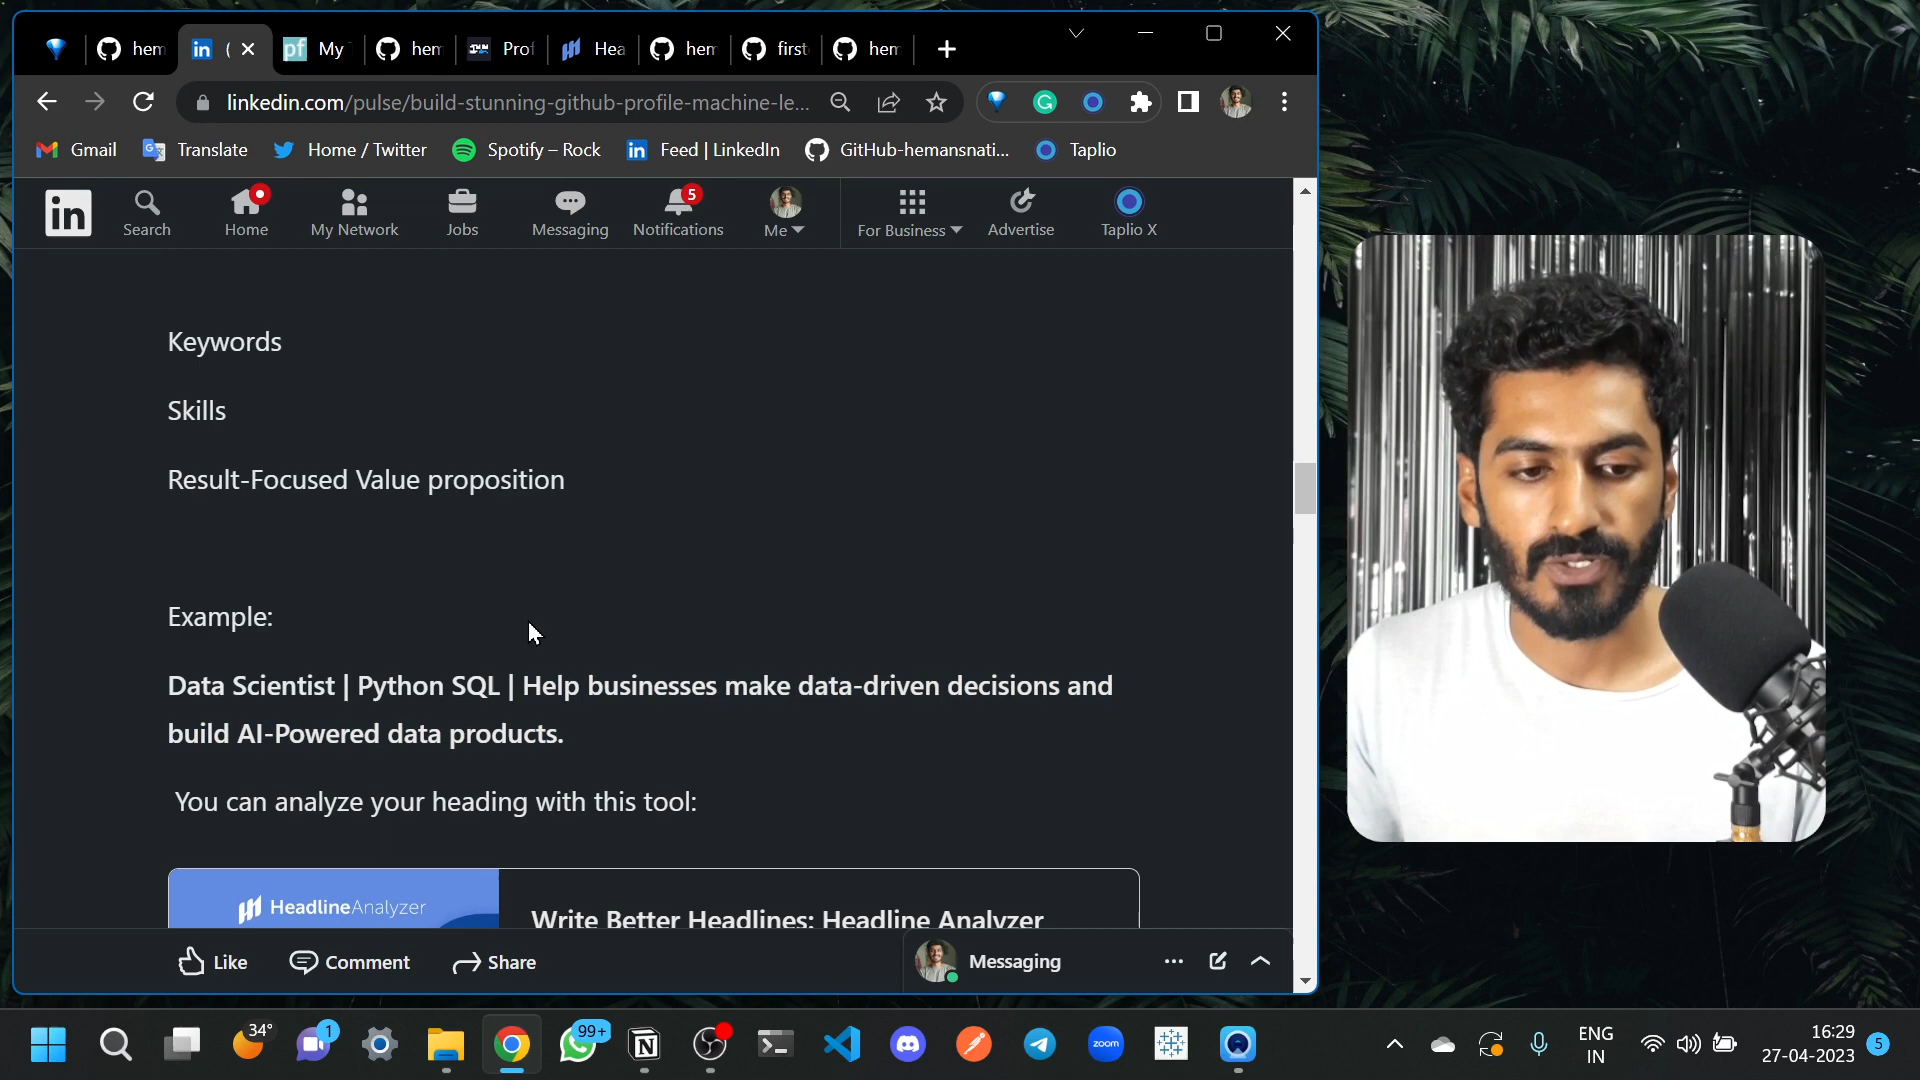 hem
(
My
hem
Prof
Hea
hem
first
hem
linkedin.com/pulse/build-stunning-github-profile-machine-le...
Gmail
Translate
Home / Twitter
Spotify – Rock
Feed | LinkedIn
GitHub-hemansnati...
Taplio
in
Search
Home
My Network
Jobs
Messaging
5
Notifications
Me
For Business
Advertise
Taplio X
Keywords
Skills
Result-Focused Value proposition
Example:
Data Scientist | Python SQL | Help businesses make data-driven decisions and
build AI-Powered data products.
You can analyze your heading with this tool:
HeadlineAnalyzer
Write Better Headlines: Headline Analyzer
Like
Comment
Share
Messaging
34°
1
99+
zoom
ENG
IN
16:29
27-04-2023
5